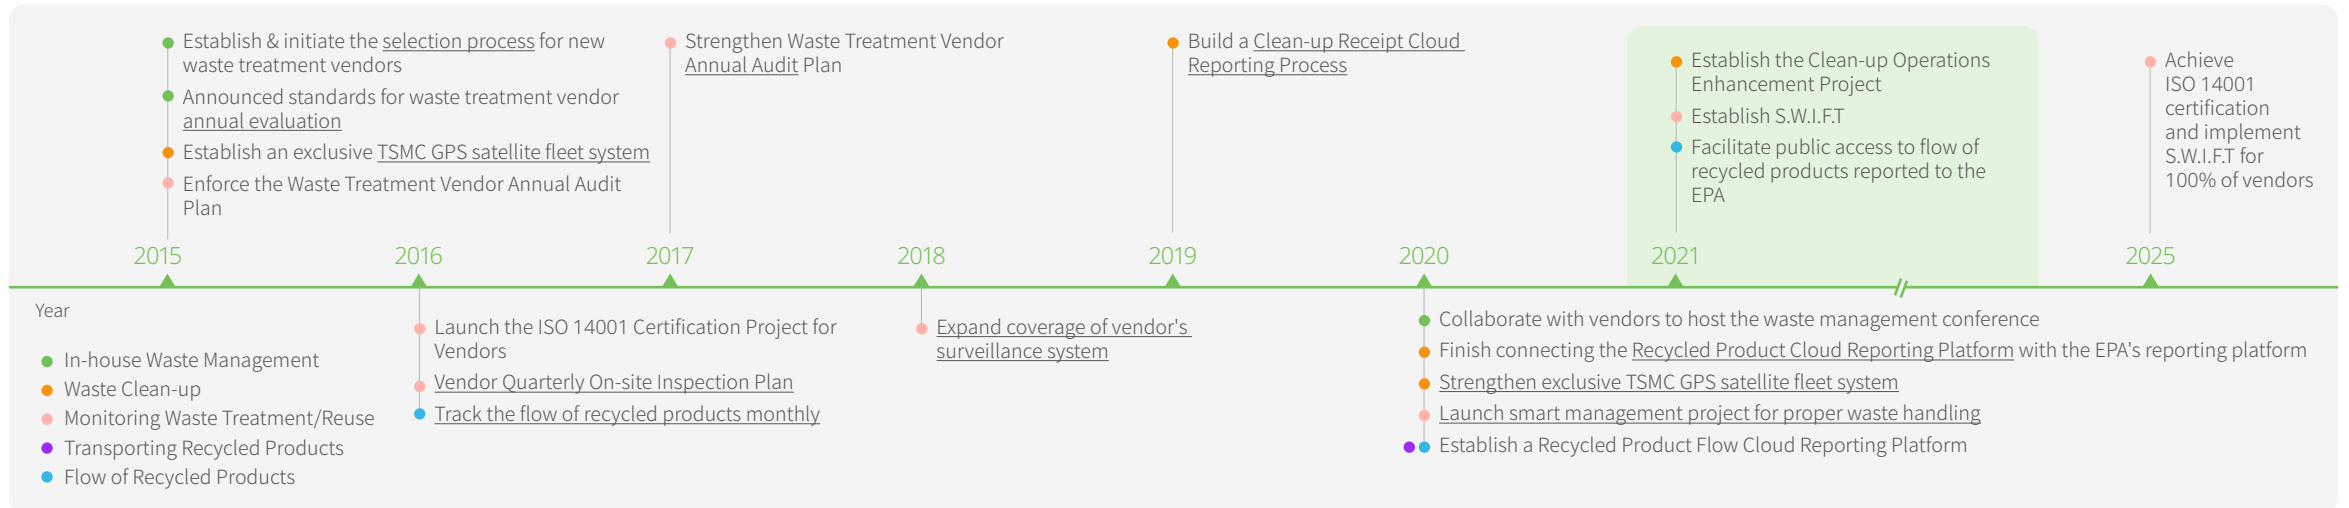 Establish & initiate the selection process for new
waste treatment vendors
Announced standards for waste treatment vendor
annual evaluation
Establish an exclusive TSMC GPS satellite fleet system
Enforce the Waste Treatment Vendor Annual Audit
Plan
Strengthen Waste Treatment Vendor
Annual Audit Plan
Build a Clean-up Receipt Cloud
Reporting Process
Establish the Clean-up Operations
Enhancement Project
Establish S.W.I.F.T
Facilitate public access to flow of
recycled products reported to the
EPA
Achieve
ISO 14001
certification
and implement
S.W.I.F.T for
100% of vendors
2015
2016
2017
2018
2019
2020
2021
2025
Year
In-house Waste Management
Waste Clean-up
Monitoring Waste Treatment/Reuse
Transporting Recycled Products
Flow of Recycled Products
Launch the ISO 14001 Certification Project for
Vendors
Vendor Quarterly On-site Inspection Plan
Track the flow of recycled products monthly
Expand coverage of vendor's
surveillance system
Collaborate with vendors to host the waste management conference
Finish connecting the Recycled Product Cloud Reporting Platform with the EPA's reporting platform
Strengthen exclusive TSMC GPS satellite fleet system
Launch smart management project for proper waste handling
Establish a Recycled Product Flow Cloud Reporting Platform